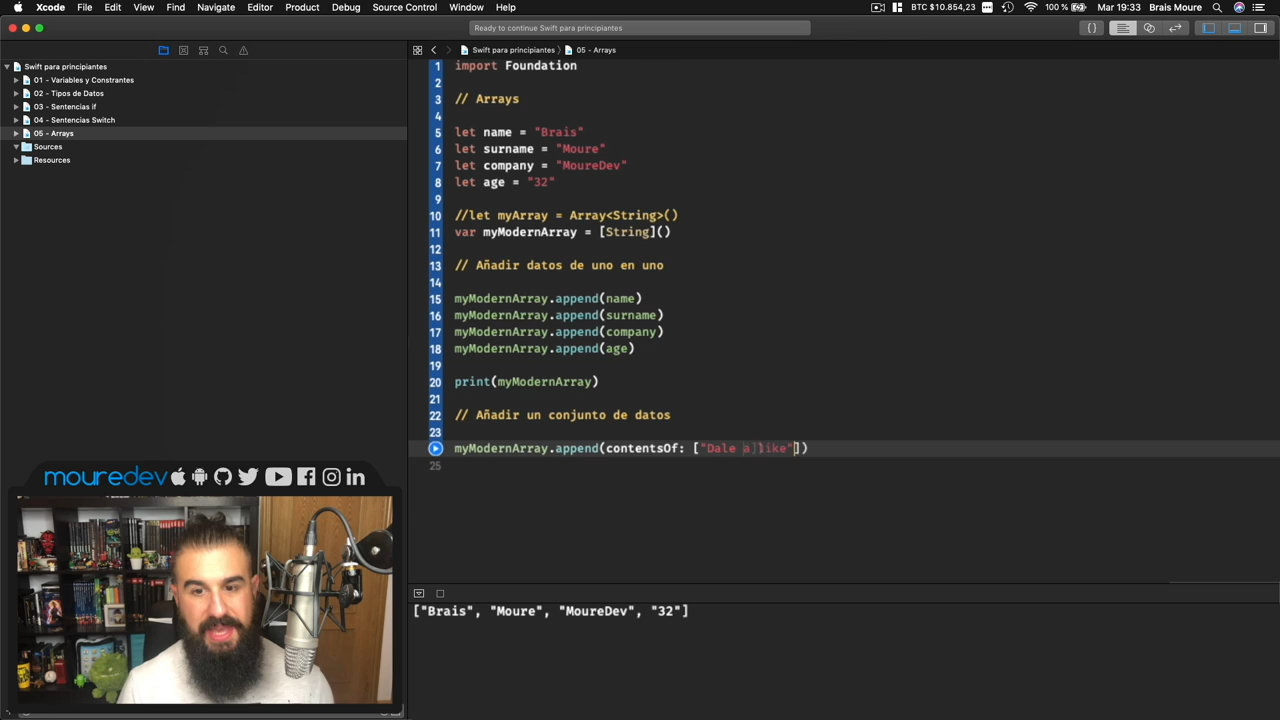 Xcode File Edit View Find Navigate Editor Product Debug Source Control Window Help BTC $10.854,23 100 % Mar 19:33 Brais Moure
Ready to continue Swift para principiantes
Swift para principiantes 05 - Arrays
Swift para principiantes
01 - Variables y Constrantes
02 - Tipos de Datos
03 - Sentencias if
04 - Sentencias Switch
05 - Arrays
Sources
Resources
1 import Foundation
2
3 // Arrays
4
5 let name = "Brais"
6 let surname = "Moure"
7 let company = "MoureDev"
8 let age = "32"
9
10 //let myArray = Array<String>()
11 var myModernArray = [String]()
12
13 // Añadir datos de uno en uno
14
15 myModernArray.append(name)
16 myModernArray.append(surname)
17 myModernArray.append(company)
18 myModernArray.append(age)
19
20 print(myModernArray)
21
22 // Añadir un conjunto de datos
23
myModernArray.append(contentsOf: ["Dale like"])
25
mouredev
["Brais", "Moure", "MoureDev", "32"]